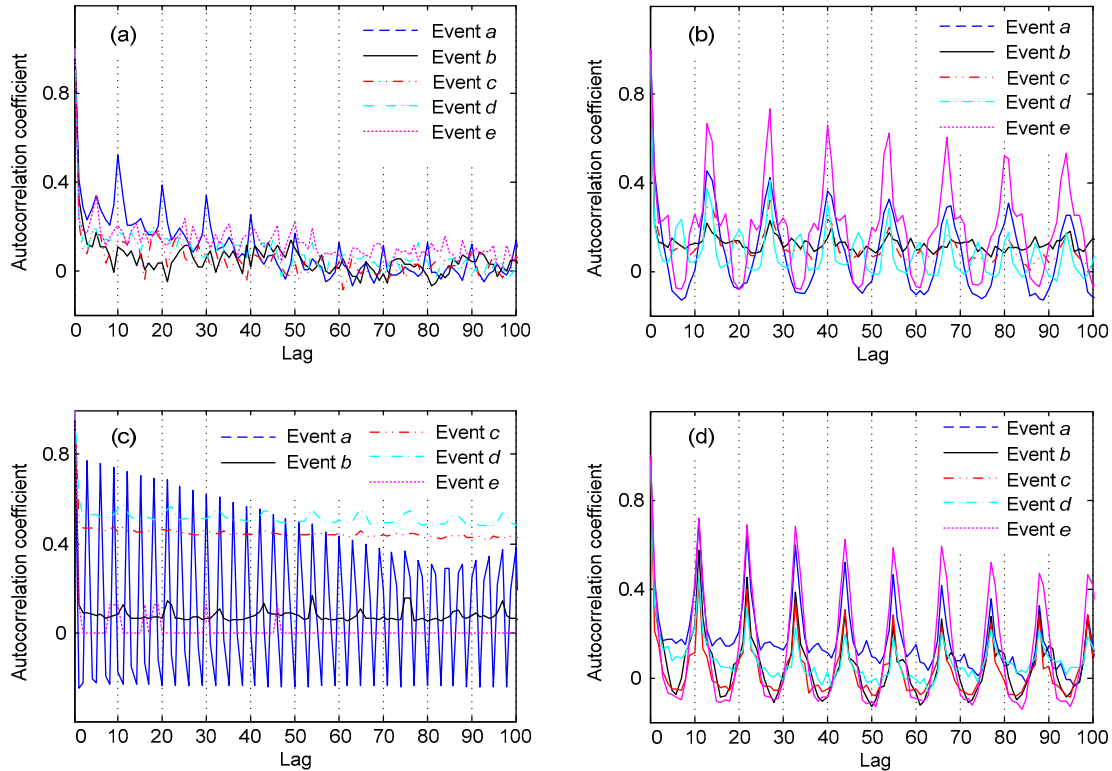 (a)
Event a
Event b
Event c
Event d
Event e
0.8
0.4
0
Autocorrelation coefficient
0 10 20 30 40 50 60 70 80 90 100
Lag
(b)
Event a
Event b
Event c
Event d
Event e
0.8
0.4
0
Autocorrelation coefficient
0 10 20 30 40 50 60 70 80 90 100
Lag
(c)
Event a
Event b
Event c
Event d
Event e
0.8
0.4
0
Autocorrelation coefficient
0 10 20 30 40 50 60 70 80 90 100
Lag
(d)
Event a
Event b
Event c
Event d
Event e
0.8
0.4
0
Autocorrelation coefficient
0 10 20 30 40 50 60 70 80 90 100
Lag